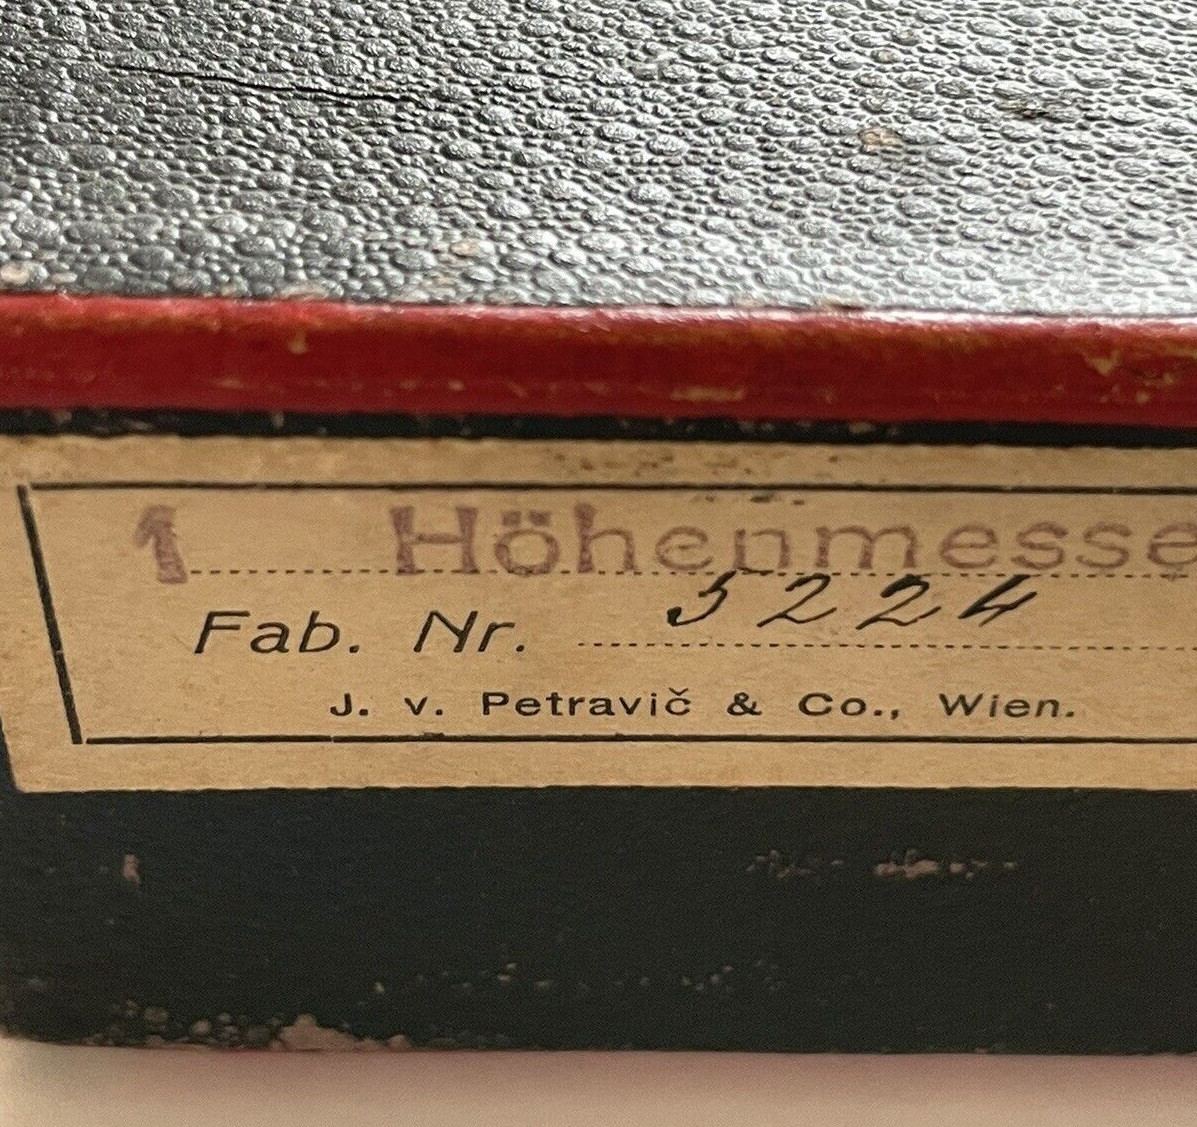 1 Höhenmesse
Fab. Nr. 5224
J. v. Petravič & Co., Wien.